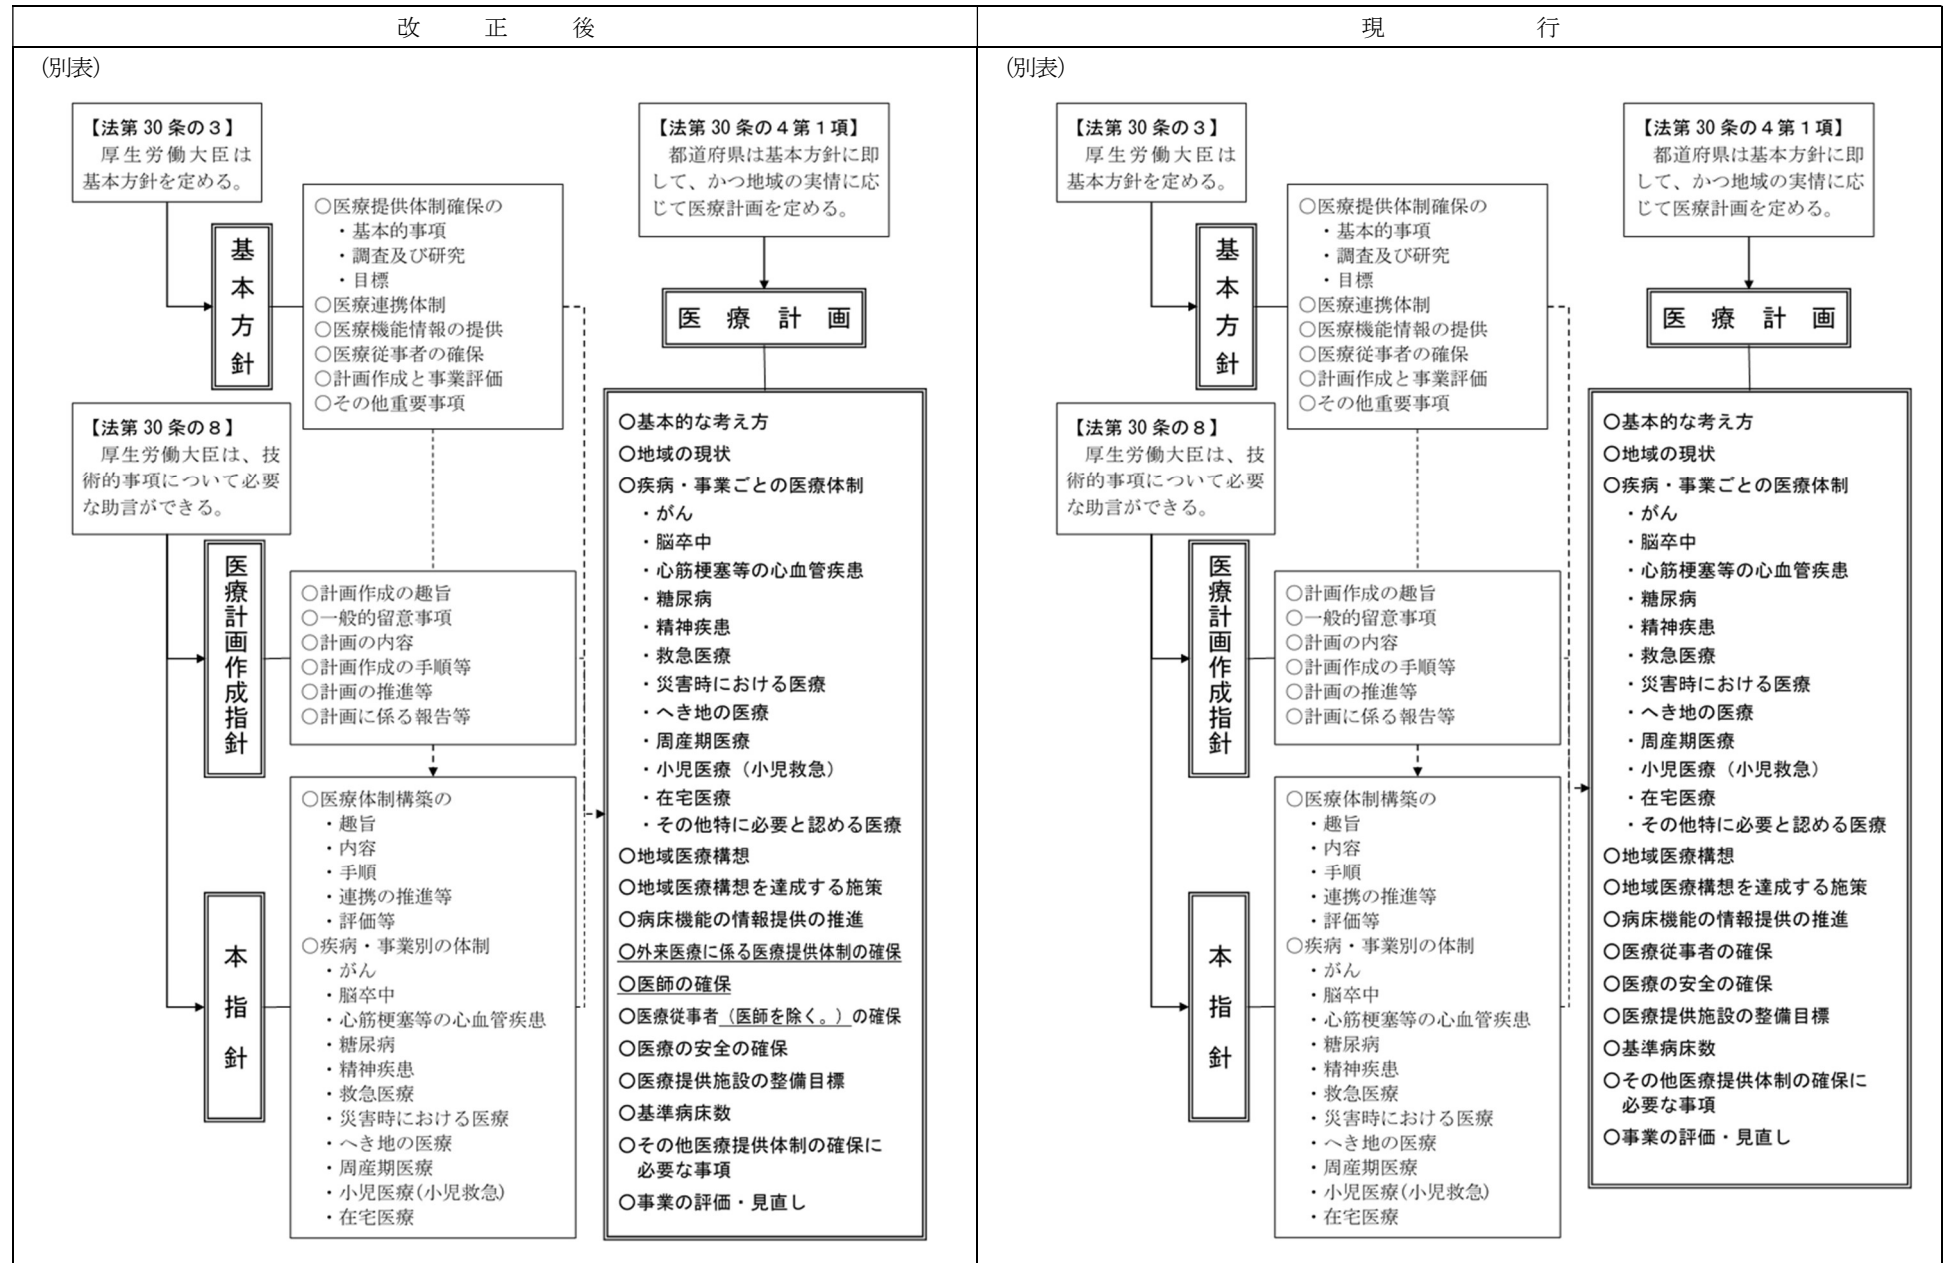 改正後
(別表)
【法第30条の3】
厚生労働大臣は
基本方針を定める。
基本方針
○医療提供体制確保の
・基本的事項
・調査及び研究
・目標
○医療連携体制
○医療機能情報の提供
○医療従事者の確保
○計画作成と事業評価
○その他重要事項
【法第30条の8】
厚生労働大臣は、技
術的事項について必要
な助言ができる。
医療計画作成指針
○計画作成の趣旨
○一般的留意事項
○計画の内容
○計画作成の手順等
○計画の推進等
○計画に係る報告等
本指針
○医療体制構築の
・趣旨
・内容
・手順
・連携の推進等
・評価等
○疾病・事業別の体制
・がん
・脳卒中
・心筋梗塞等の心血管疾患
・糖尿病
・精神疾患
・救急医療
・災害時における医療
・へき地の医療
・周産期医療
・小児医療(小児救急)
・在宅医療
【法第30条の4第1項】
都道府県は基本方針に即
して、かつ地域の実情に応
じて医療計画を定める。
医療計画
○基本的な考え方
○地域の現状
○疾病・事業ごとの医療体制
・がん
・脳卒中
・心筋梗塞等の心血管疾患
・糖尿病
・精神疾患
・救急医療
・災害時における医療
・へき地の医療
・周産期医療
・小児医療（小児救急）
・在宅医療
・その他特に必要と認める医療
○地域医療構想
○地域医療構想を達成する施策
○病床機能の情報提供の推進
○外来医療に係る医療提供体制の確保
○医師の確保
○医療従事者（医師を除く。）の確保
○医療の安全の確保
○医療提供施設の整備目標
○基準病床数
○その他医療提供体制の確保に
必要な事項
○事業の評価・見直し
現行
(別表)
【法第30条の3】
厚生労働大臣は
基本方針を定める。
基本方針
○医療提供体制確保の
・基本的事項
・調査及び研究
・目標
○医療連携体制
○医療機能情報の提供
○医療従事者の確保
○計画作成と事業評価
○その他重要事項
【法第30条の8】
厚生労働大臣は、技
術的事項について必要
な助言ができる。
医療計画作成指針
○計画作成の趣旨
○一般的留意事項
○計画の内容
○計画作成の手順等
○計画の推進等
○計画に係る報告等
本指針
○医療体制構築の
・趣旨
・内容
・手順
・連携の推進等
・評価等
○疾病・事業別の体制
・がん
・脳卒中
・心筋梗塞等の心血管疾患
・糖尿病
・精神疾患
・救急医療
・災害時における医療
・へき地の医療
・周産期医療
・小児医療(小児救急)
・在宅医療
【法第30条の4第1項】
都道府県は基本方針に即
して、かつ地域の実情に応
じて医療計画を定める。
医療計画
○基本的な考え方
○地域の現状
○疾病・事業ごとの医療体制
・がん
・脳卒中
・心筋梗塞等の心血管疾患
・糖尿病
・精神疾患
・救急医療
・災害時における医療
・へき地の医療
・周産期医療
・小児医療（小児救急）
・在宅医療
・その他特に必要と認める医療
○地域医療構想
○地域医療構想を達成する施策
○病床機能の情報提供の推進
○医療従事者の確保
○医療の安全の確保
○医療提供施設の整備目標
○基準病床数
○その他医療提供体制の確保に
必要な事項
○事業の評価・見直し